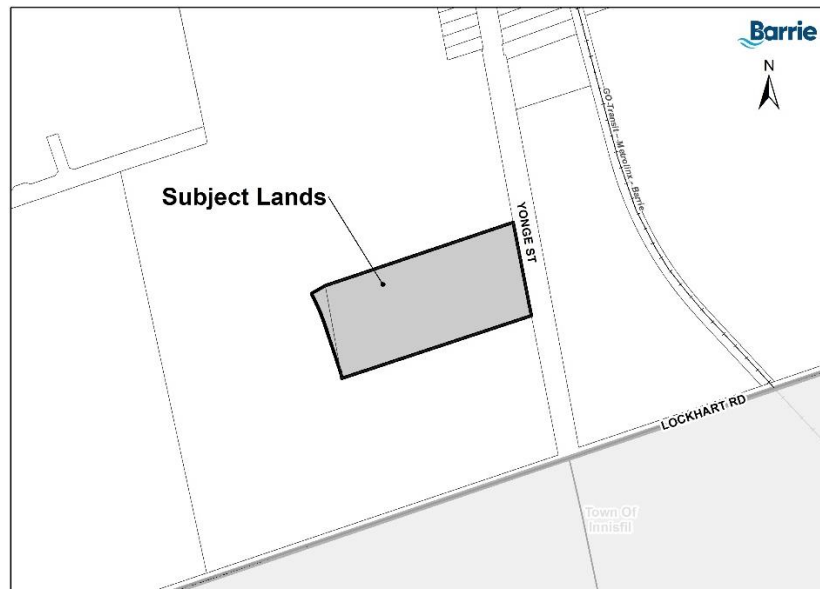 Barrie
N
GO-Transit - Metrolinx - Barrie
Subject Lands
YONGE ST
LOCKHART RD
Town Of
Innisfil